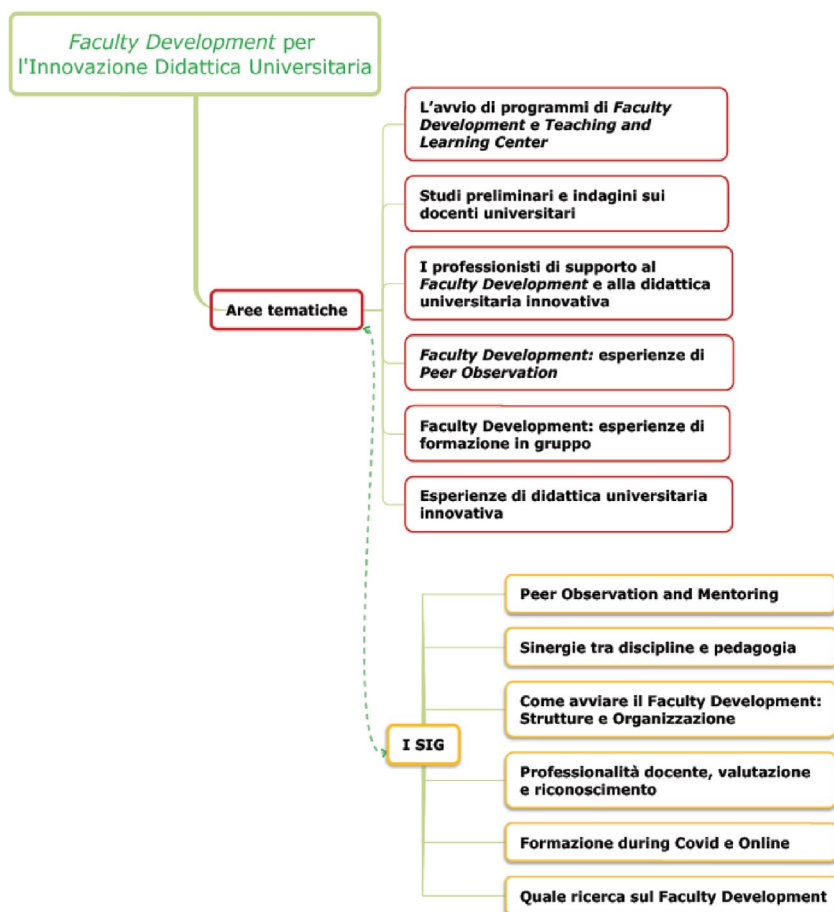 Faculty Development per
l'Innovazione Didattica Universitaria
L'avvio di programmi di Faculty
Development e Teaching and
Learning Center
Studi preliminari e indagini sui
docenti universitari
I professionisti di supporto al
Faculty Development e alla didattica
universitaria innovativa
Aree tematiche
Faculty Development: esperienze di
Peer Observation
Faculty Development: esperienze di
formazione in gruppo
Esperienze di didattica universitaria
innovativa
Peer Observation and Mentoring
Sinergie tra discipline e pedagogia
Come avviare il Faculty Development:
Strutture e Organizzazione
I SIG
Professionalità docente, valutazione
e riconoscimento
Formazione during Covid e Online
Quale ricerca sul Faculty Development